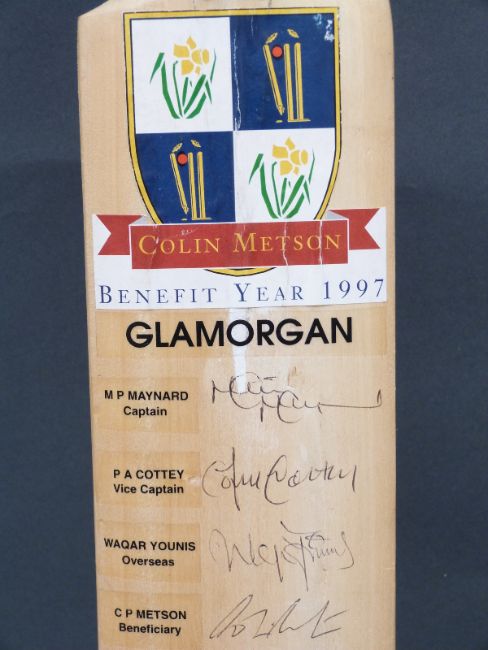 COLIN METSON
BENEFIT YEAR 1997
GLAMORGAN
M P MAYNARD
Captain
P A COTTEY
Vice Captain
WAQAR YOUNIS
Overseas
C P METSON
Beneficiary